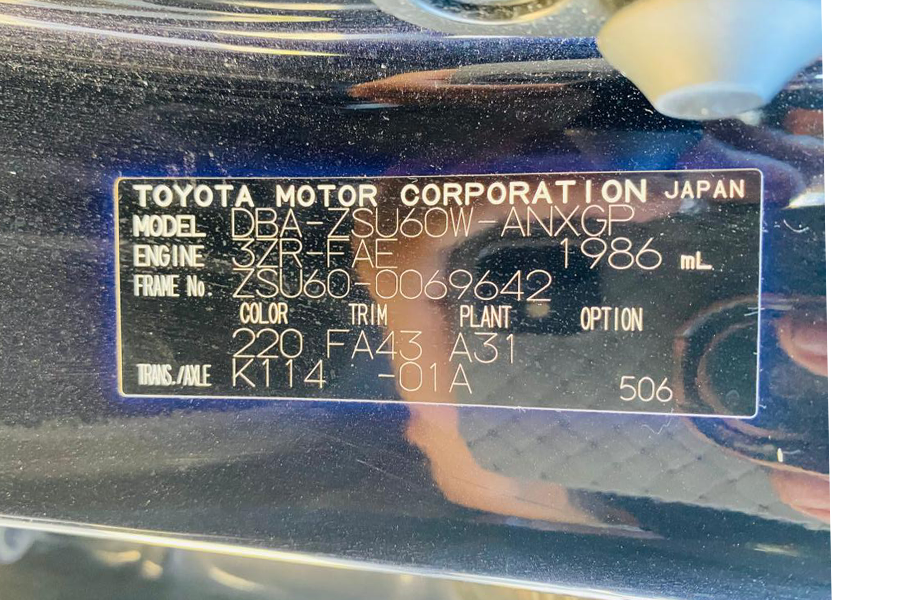 TOYOTA MOTOR CORPORATION JAPAN
MODEL DBA-ZSU60W-ANXGP
ENGINE 3ZR-FAE 1986 mL
FRAME No. ZSU60-0069642
COLOR TRIM PLANT OPTION
220 FA43 A31
TRANS./AXLE K114 -01A 506